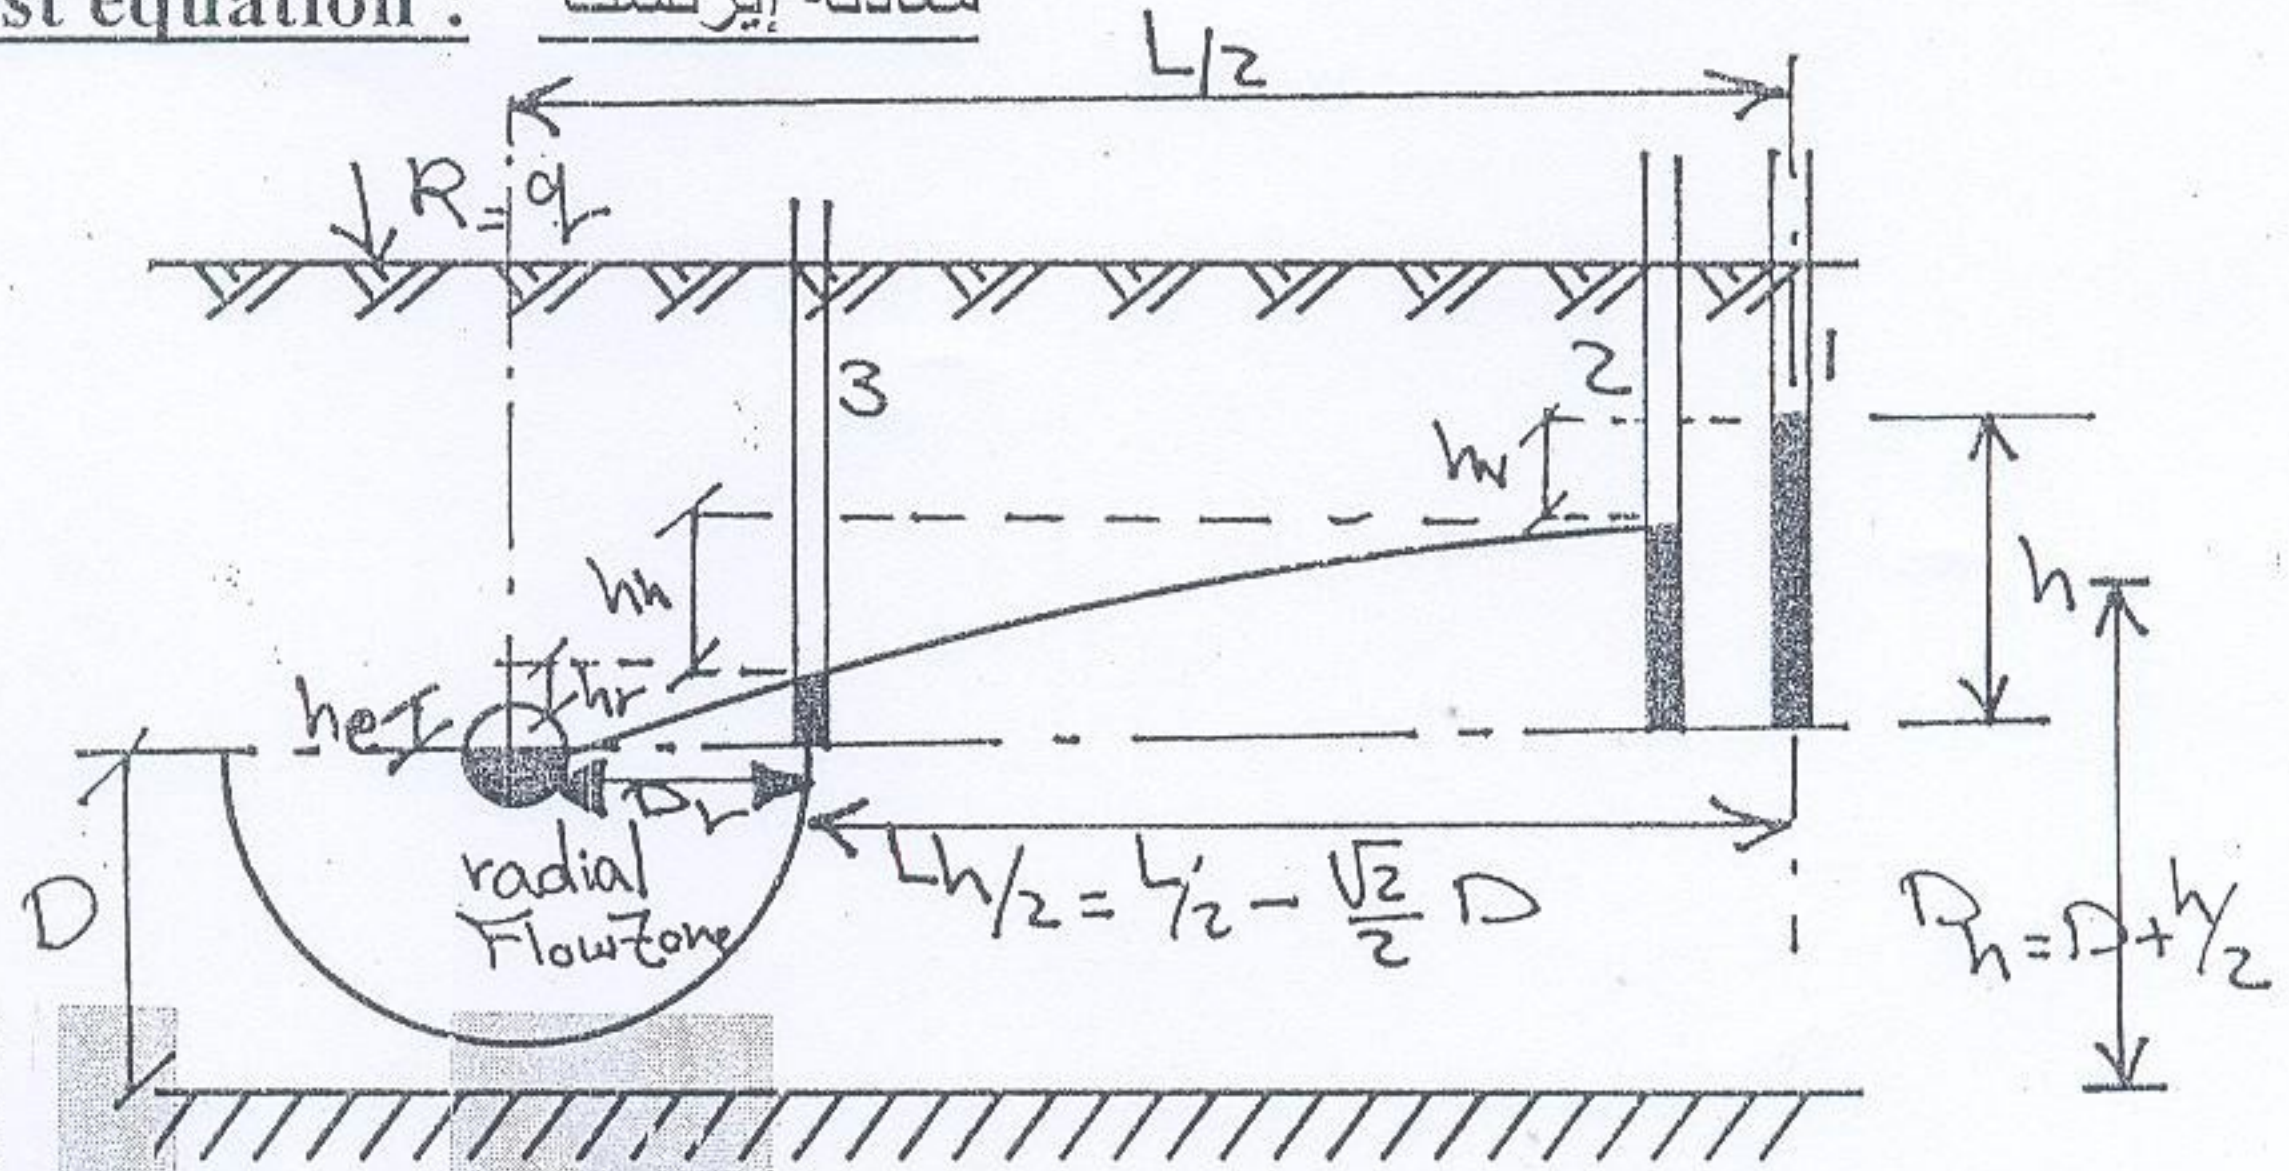 st equation :
L/2
R = q
3
2
1
hv
hh
h
he
hr
Dr
D
radial
Flow Zone
Lh/2 = L/2 - √2/2 D
Dh = D + h/2